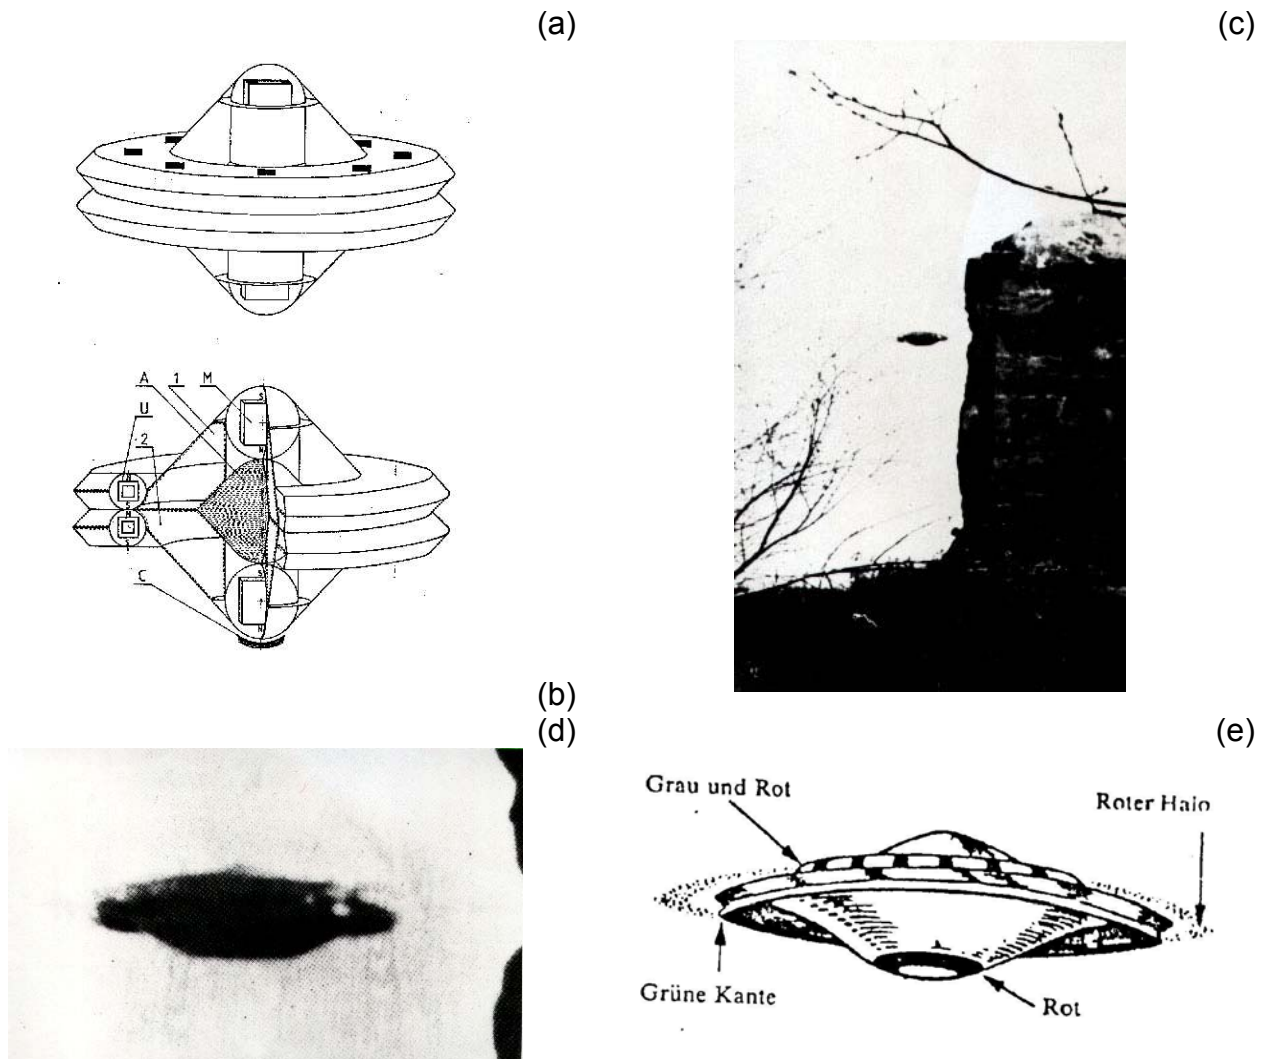 (a)
(c)
A 1 M
U
2
S
N
N
S
N
C
(b)
(d)
(e)
Grau und Rot
Roter Halo
Grüne Kante
Rot